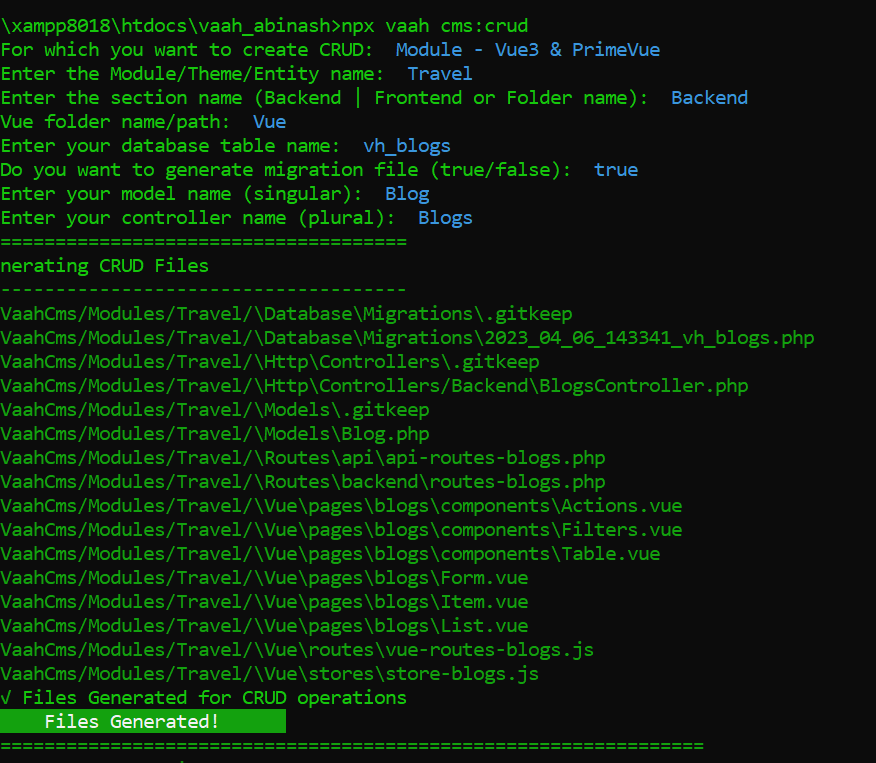 \xampp8018\htdocs\vaah_abinash>npx vaah cms:crud
For which you want to create CRUD:  Module - Vue3 & PrimeVue
Enter the Module/Theme/Entity name:  Travel
Enter the section name (Backend | Frontend or Folder name):  Backend
Vue folder name/path:  Vue
Enter your database table name:  vh_blogs
Do you want to generate migration file (true/false):  true
Enter your model name (singular):  Blog
Enter your controller name (plural):  Blogs
=====================================
nerating CRUD Files
-------------------------------------
VaahCms/Modules/Travel/\Database\Migrations\.gitkeep
VaahCms/Modules/Travel/\Database\Migrations\2023_04_06_143341_vh_blogs.php
VaahCms/Modules/Travel/\Http\Controllers\.gitkeep
VaahCms/Modules/Travel/\Http\Controllers/Backend\BlogsController.php
VaahCms/Modules/Travel/\Models\.gitkeep
VaahCms/Modules/Travel/\Models\Blog.php
VaahCms/Modules/Travel/\Routes\api\api-routes-blogs.php
VaahCms/Modules/Travel/\Routes\backend\routes-blogs.php
VaahCms/Modules/Travel/\Vue\pages\blogs\components\Actions.vue
VaahCms/Modules/Travel/\Vue\pages\blogs\components\Filters.vue
VaahCms/Modules/Travel/\Vue\pages\blogs\components\Table.vue
VaahCms/Modules/Travel/\Vue\pages\blogs\Form.vue
VaahCms/Modules/Travel/\Vue\pages\blogs\Item.vue
VaahCms/Modules/Travel/\Vue\pages\blogs\List.vue
VaahCms/Modules/Travel/\Vue\routes\vue-routes-blogs.js
VaahCms/Modules/Travel/\Vue\stores\store-blogs.js
√ Files Generated for CRUD operations
Files Generated!
================================================================